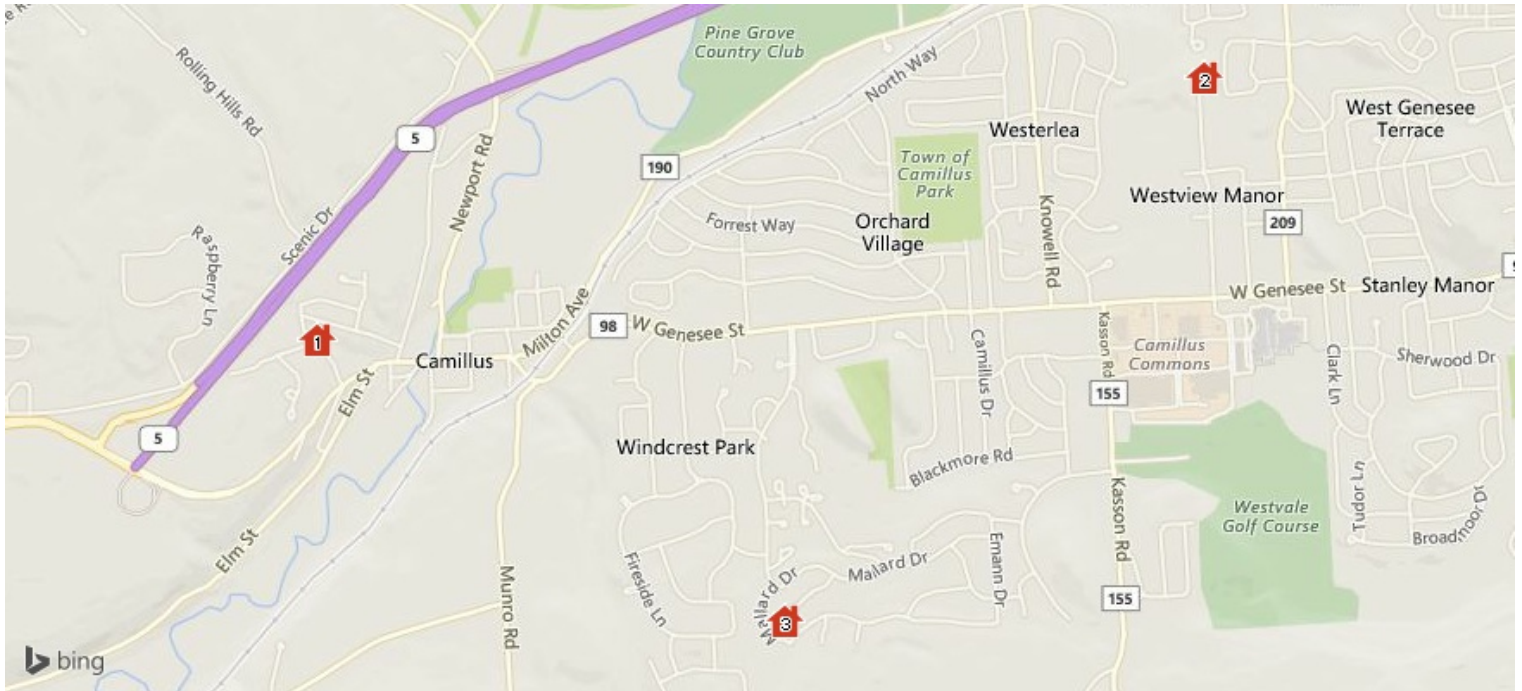 Pine Grove
Country Club
Rolling Hills Rd
North Way
2
West Genesee
Terrace
5
Westerlea
Newport Rd
190
Town of
Camillus
Park
Westview Manor
Scenic Dr
Forrest Way
Orchard
Village
Knowell Rd
209
Raspberry Ln
W Genesee St
Stanley Manor
1
Milton Ave
98
W Genesee St
Camillus
Elm St
Camillus Dr
Kasson Rd
Camillus
Commons
Clark Ln
Sherwood Dr
155
5
Windcrest Park
Blackmore Rd
Kasson Rd
Westvale
Golf Course
Tudor Ln
Broadmoor Dr
Elm St
Munro Rd
Fireside Ln
Mallard Dr
Mallard Dr
Emann Dr
155
3
bing